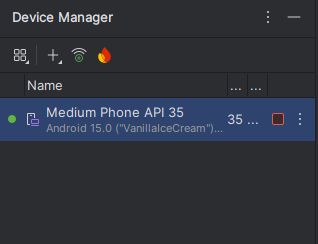 Device Manager
Name ... ...
Medium Phone API 35 35 ...
Android 15.0 ("VanillaIceCream")...